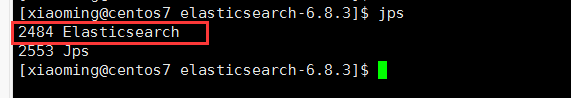 [xiaoming@centos7 elasticsearch-6.8.3]$ jps
2484 Elasticsearch
2553 Jps
[xiaoming@centos7 elasticsearch-6.8.3]$